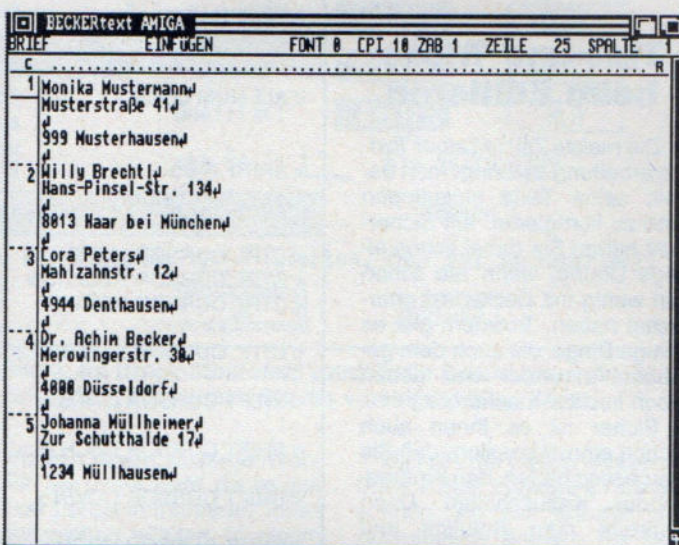 BECKERtext AMIGA
BRIEF EINFÜGEN FONT 0 CPI 10 ZAB 1 ZEILE 25 SPALTE 1
C R
1 Monika Mustermann
Musterstraße 41
999 Musterhausen
2 Willy Brechtl
Hans-Pinsel-Str. 134
8013 Haar bei München
3 Cora Peters
Mahlzahnstr. 12
4944 Denthausen
4 Dr. Achim Becker
Merowingerstr. 30
4000 Düsseldorf
5 Johanna Müllheimer
Zur Schutthalde 17
1234 Müllhausen